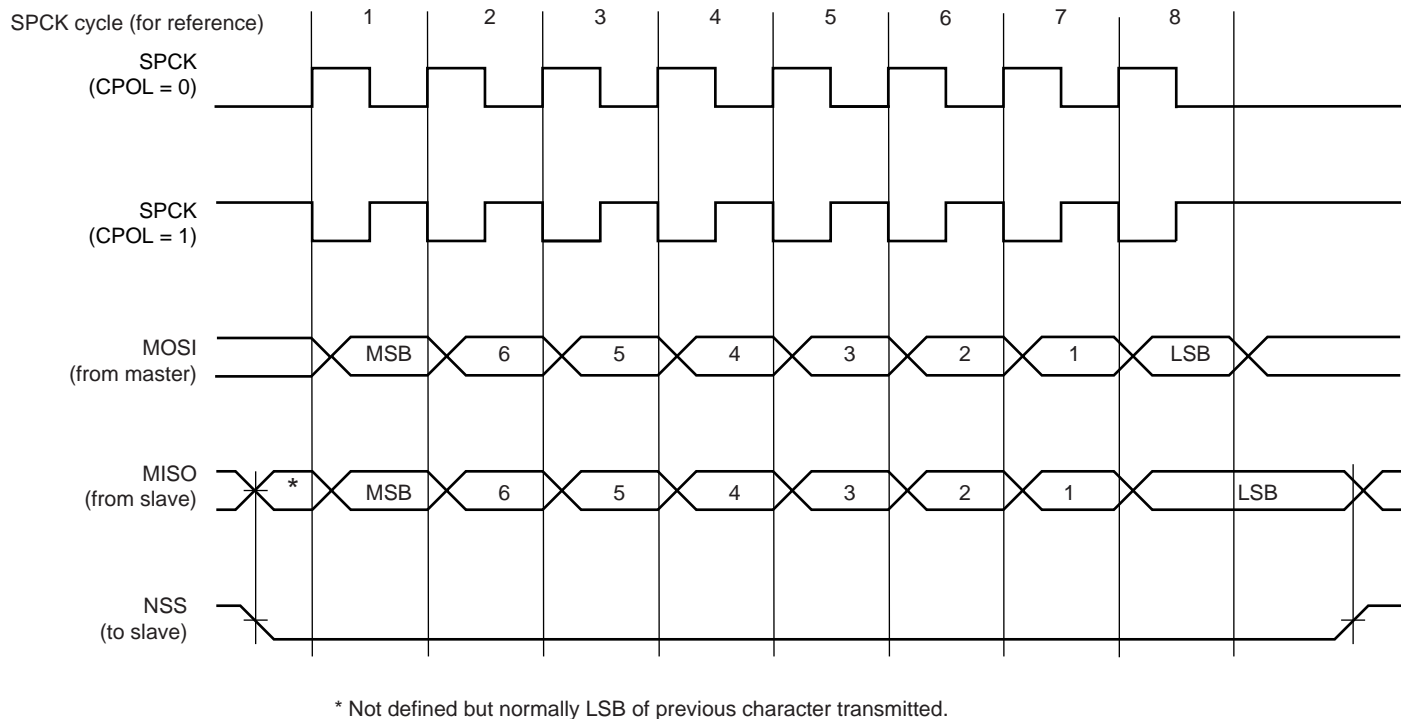 SPCK cycle (for reference) 1 2 3 4 5 6 7 8
SPCK
(CPOL = 0)
SPCK
(CPOL = 1)
MOSI
(from master)
MSB 6 5 4 3 2 1 LSB
MISO
(from slave)
* MSB 6 5 4 3 2 1 LSB
NSS
(to slave)
* Not defined but normally LSB of previous character transmitted.